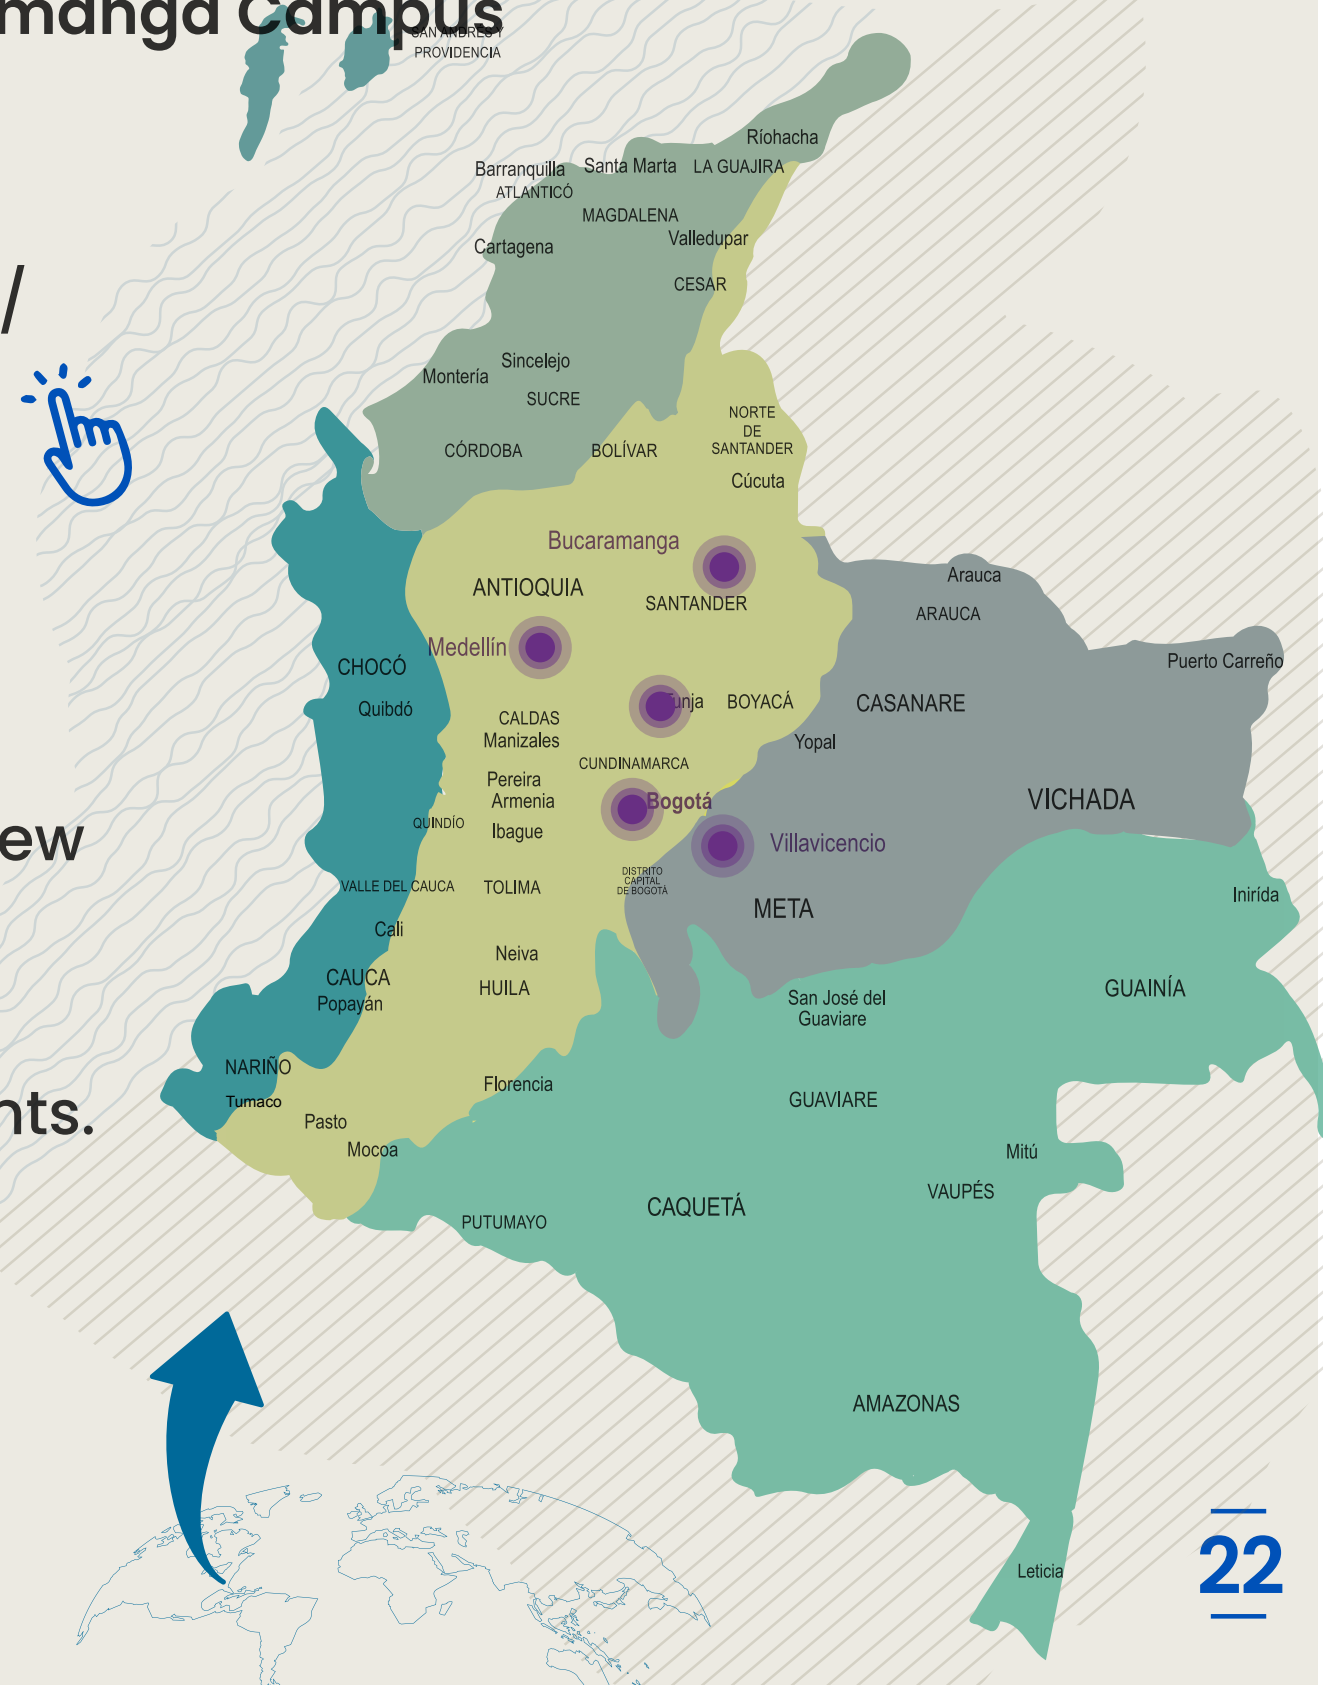 manga Campus
SAN ANDRES Y
PROVIDENCIA
Ríohacha
Barranquilla
Santa Marta
LA GUAJIRA
ATLANTICÓ
MAGDALENA
Valledupar
Cartagena
/
CESAR
Sincelejo
Montería
SUCRE
NORTE
DE
SANTANDER
CÓRDOBA
BOLÍVAR
Cúcuta
Bucaramanga
Arauca
ANTIOQUIA
SANTANDER
ARAUCA
Medellín
Puerto Carreño
CHOCÓ
unja
BOYACÁ
CASANARE
Quibdó
CALDAS
Manizales
Yopal
CUNDINAMARCA
Pereira
Armenia
Bogotá
VICHADA
QUINDÍO
Ibague
ew
Villavicencio
DISTRITO
CAPITAL
DE BOGOTÁ
VALLE DEL CAUCA
TOLIMA
Inirída
META
Cali
Neiva
CAUCA
HUILA
GUAINÍA
Popayán
San José del
Guaviare
NARIÑO
Florencia
Tumaco
GUAVIARE
nts.
Pasto
Mocoa
Mitú
VAUPÉS
CAQUETÁ
PUTUMAYO
AMAZONAS
22
Leticia